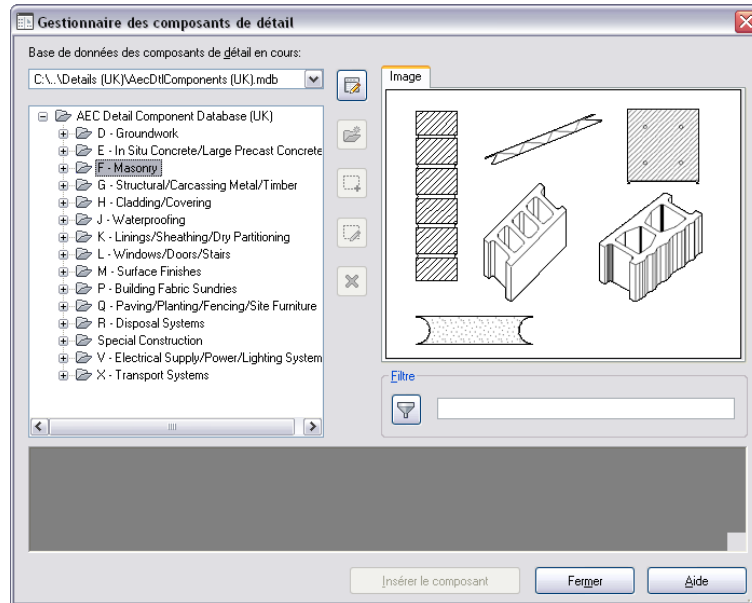 Gestionnaire des composants de détail
Base de données des composants de détail en cours:
C:\..\Details (UK)\AecDtlComponents (UK).mdb
AEC Detail Component Database (UK)
D - Groundwork
E - In Situ Concrete/Large Precast Concrete
F - Masonry
G - Structural/Carcassing Metal/Timber
H - Cladding/Covering
J - Waterproofing
K - Linings/Sheathing/Dry Partitioning
L - Windows/Doors/Stairs
M - Surface Finishes
P - Building Fabric Sundries
Q - Paving/Planting/Fencing/Site Furniture
R - Disposal Systems
Special Construction
V - Electrical Supply/Power/Lighting System
X - Transport Systems
Image
Filtre
Insérer le composant
Fermer
Aide